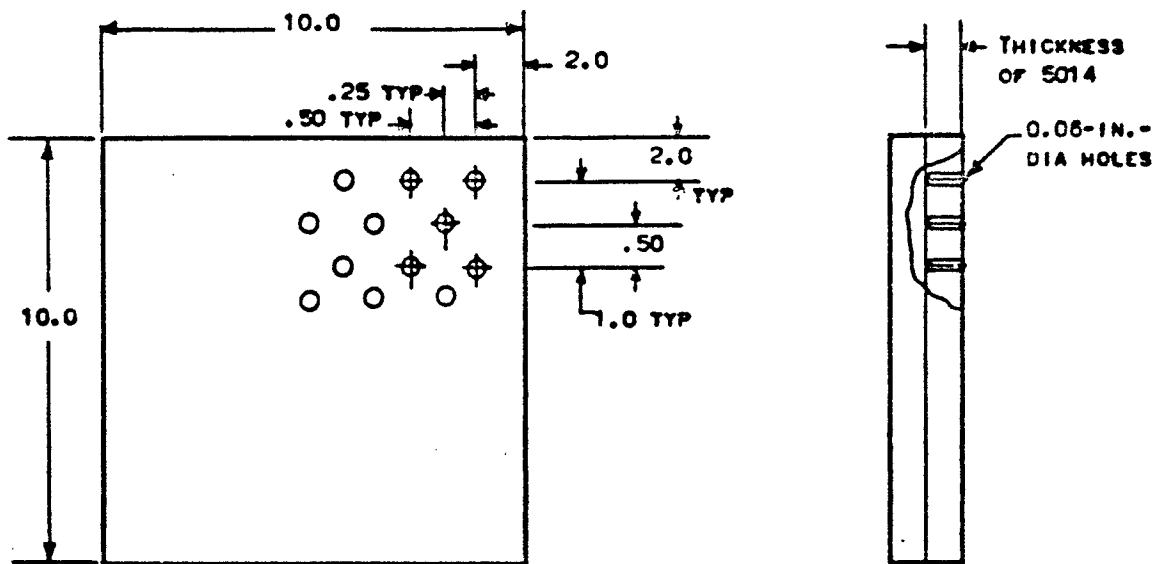 10.0
2.0
.25 TYP
.50 TYP
2.0
TYP
.50
1.0 TYP
10.0
THICKNESS
OF 5014
0.06-IN.-
DIA HOLES